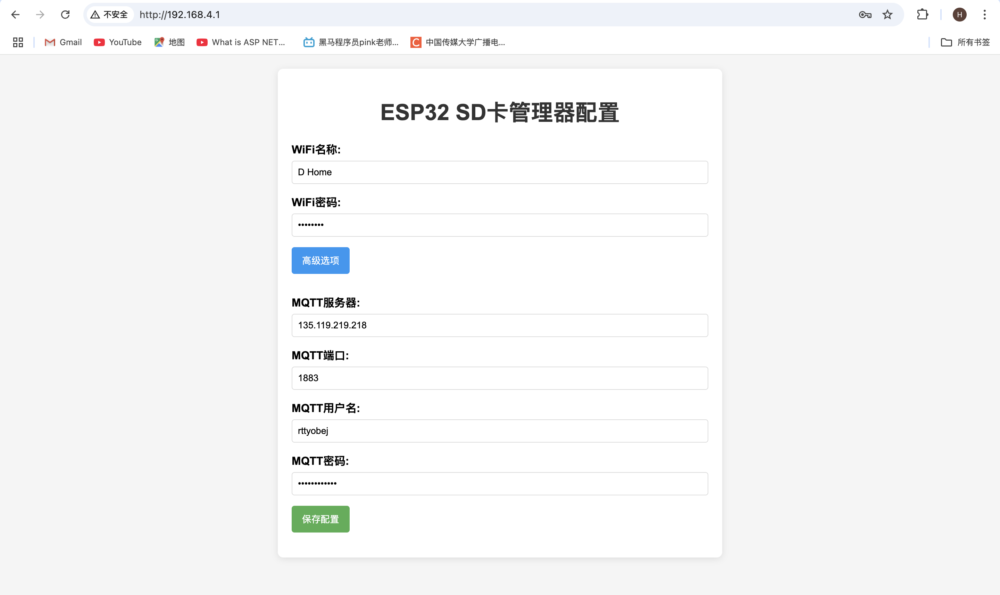 不安全 http://192.168.4.1 H
Gmail YouTube 地图 What is ASP NET... 黑马程序员pink老师... 中国传媒大学广播电... 所有书签
ESP32 SD卡管理器配置
WiFi名称:
D Home
WiFi密码:
••••••••
高级选项
MQTT服务器:
135.119.219.218
MQTT端口:
1883
MQTT用户名:
rttyobej
MQTT密码:
••••••••••••
保存配置